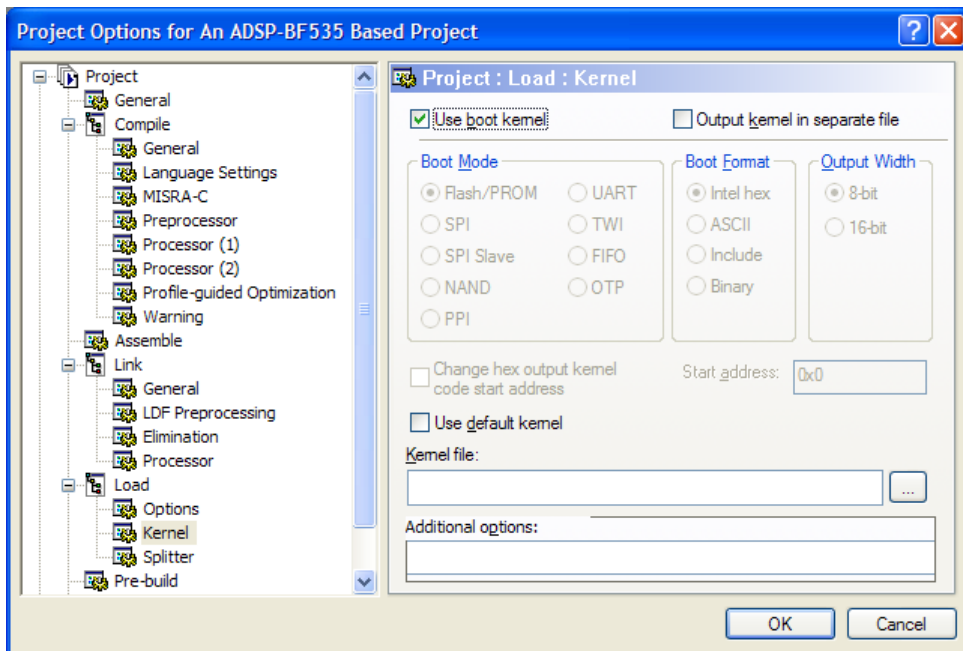 Project Options for An ADSP-BF535 Based Project
Project
General
Compile
General
Language Settings
MISRA-C
Preprocessor
Processor (1)
Processor (2)
Profile-guided Optimization
Warning
Assemble
Link
General
LDF Preprocessing
Elimination
Processor
Load
Options
Kernel
Splitter
Pre-build
Project : Load : Kernel
Use boot kernel
Output kernel in separate file
Boot Mode
Flash/PROM
UART
SPI
TWI
SPI Slave
FIFO
NAND
OTP
PPI
Boot Format
Intel hex
ASCII
Include
Binary
Output Width
8-bit
16-bit
Change hex output kernel
code start address
Start address:
0x0
Use default kernel
Kernel file:
...
Additional options:
OK
Cancel